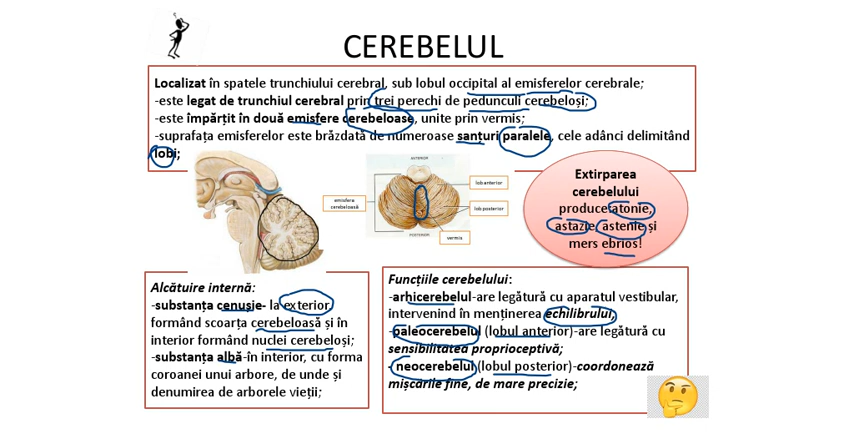 CEREBELUL
Localizat în spatele trunchiului cerebral, sub lobul occipital al emisferelor cerebrale;
-este legat de trunchiul cerebral prin trei perechi de pedunculi cerebeloși;
-este împărțit în două emisfere cerebeloase, unite prin vermis;
-suprafața emisferelor este brăzdată de numeroase șanțuri paralele, cele adânci delimitând
lobi;
ANTERIOR
emisfera
cerebeloasă
lob anterior
lob posterior
vermis
POSTERIOR
Extirparea
cerebelului
produce:atonie,
astazie, astenie și
mers ebrios!
Alcătuire internă:
-substanța cenușie- la exterior,
formând scoarța cerebeloasă și în
interior formând nuclei cerebeloși;
-substanța albă-în interior, cu forma
coroanei unui arbore, de unde și
denumirea de arborele vieții;
Funcțiile cerebelului:
-arhicerebelul-are legătură cu aparatul vestibular,
intervenind în menținerea echilibrului,
-paleocerebelul (lobul anterior)-are legătură cu
sensibilitatea proprioceptivă;
- neocerebelul (lobul posterior)-coordonează
mișcările fine, de mare precizie;